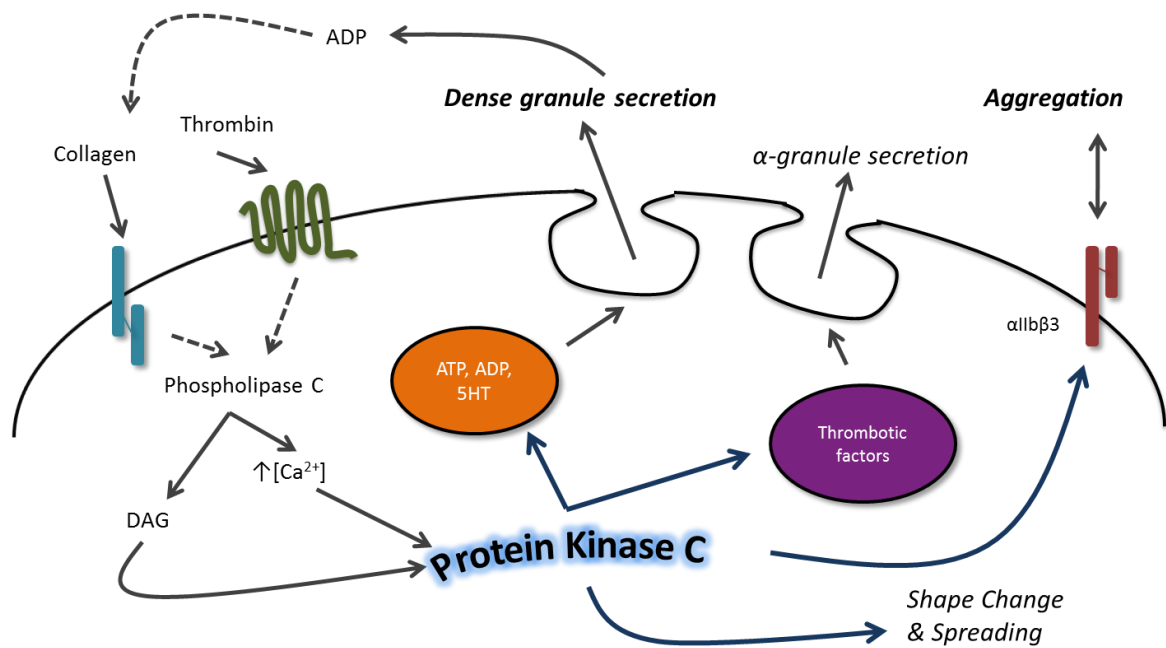 ADP
Dense granule secretion
Aggregation
Thrombin
Collagen
α-granule secretion
αIIbβ3
ATP, ADP,
5HT
Phospholipase C
Thrombotic
factors
↑[Ca²⁺]
DAG
Protein Kinase C
Shape Change
& Spreading